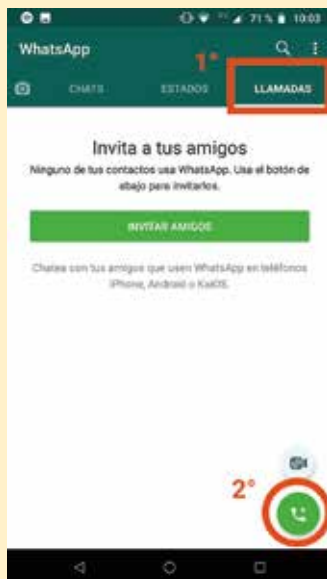 71 % 10:03
WhatsApp
1°
CHATS ESTADOS LLAMADAS
Invita a tus amigos
Ninguno de tus contactos usa WhatsApp. Usa el botón de
abajo para invitarlos.
INVITAR AMIGOS
Chatea con tus amigos que usen WhatsApp en teléfonos
iPhone, Android o KaiOS.
2°